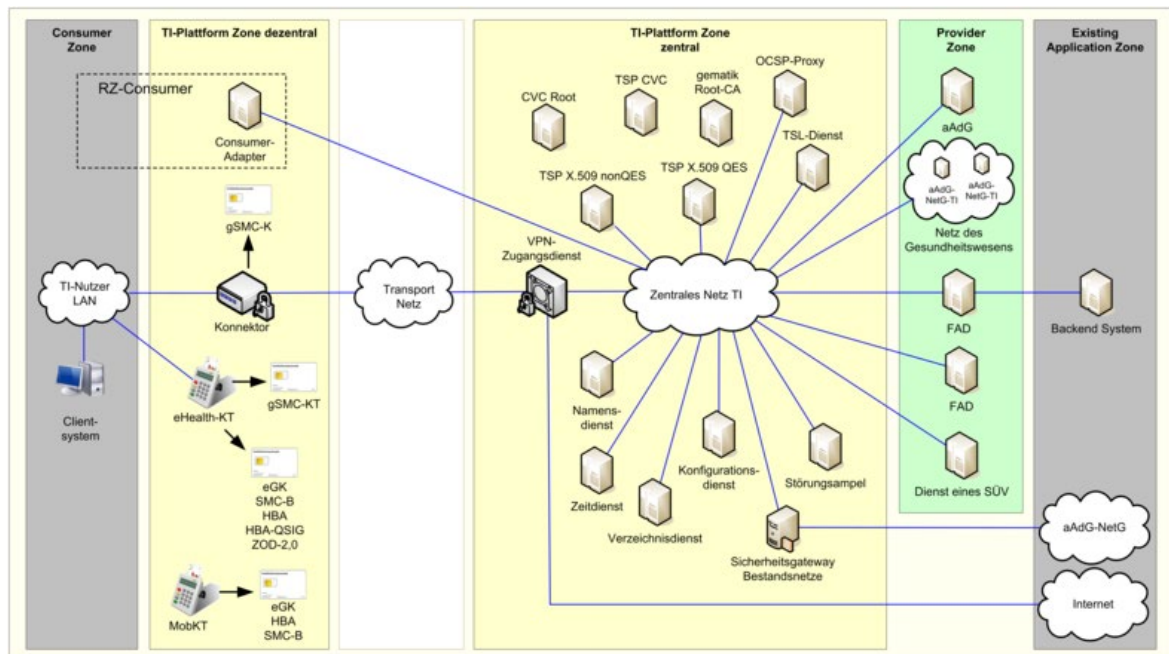 Consumer
Zone
TI-Plattform Zone dezentral
TI-Plattform Zone
zentral
Provider
Zone
Existing
Application Zone
RZ-Consumer
Consumer-
Adapter
gSMC-K
TI-Nutzer
LAN
Konnektor
Client-
system
eHealth-KT
gSMC-KT
eGK
SMC-B
HBA
HBA-QSIG
ZOD-2,0
MobKT
eGK
HBA
SMC-B
Transport
Netz
CVC Root
TSP CVC
gematik
Root-CA
OCSP-Proxy
TSL-Dienst
TSP X.509 nonQES
TSP X.509 QES
VPN-
Zugangsdienst
Zentrales Netz TI
Namens-
dienst
Zeitdienst
Verzeichnisdienst
Konfigurations-
dienst
Störungsampel
Sicherheitsgateway
Bestandsnetze
aAdG
aAdG-
NetG-TI
aAdG-
NetG-TI
Netz des
Gesundheitswesens
FAD
FAD
Dienst eines SÜV
Backend System
aAdG-NetG
Internet